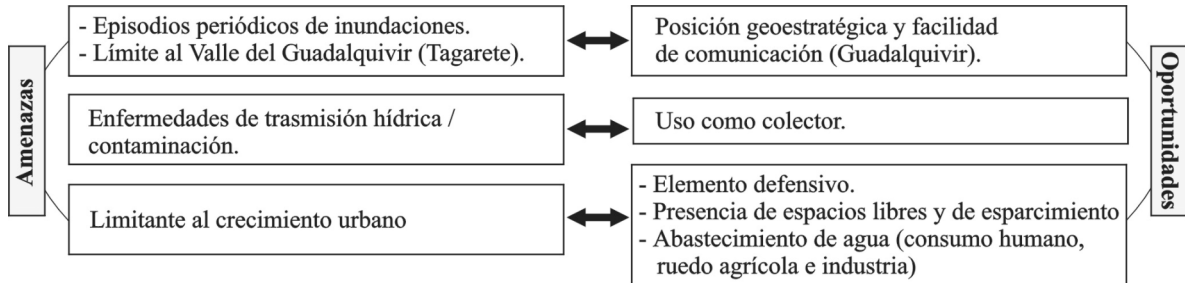 Amenazas
- Episodios periódicos de inundaciones.
- Límite al Valle del Guadalquivir (Tagarete).
Posición geoestratégica y facilidad
de comunicación (Guadalquivir).
Enfermedades de trasmisión hídrica /
contaminación.
Uso como colector.
Limitante al crecimiento urbano
- Elemento defensivo.
- Presencia de espacios libres y de esparcimiento
- Abastecimiento de agua (consumo humano,
ruedo agrícola e industria)
Oportunidades